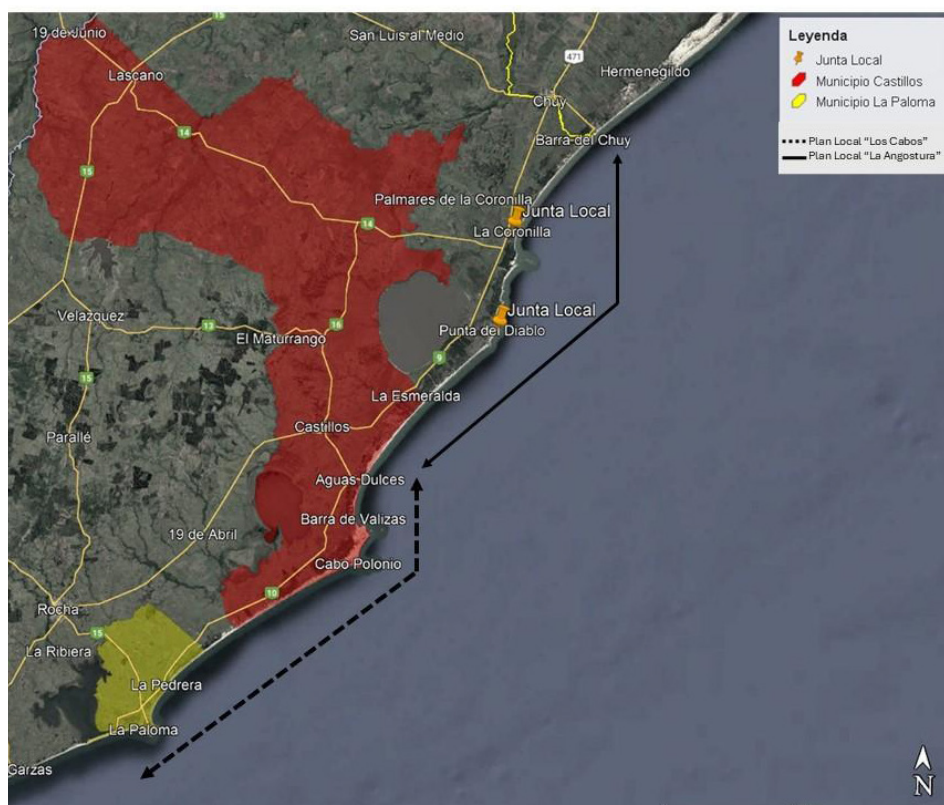 19 de Junio
15
San Luis al Medio
471
Hermenegildo
Lascano
Chuy
14
Barra del Chuy
15
Palmares de la Coronilla
Junta Local
14
La Coronilla
Velazquez
13
16
El Maturrango
Junta Local
Punta del Diablo
9
15
La Esmeralda
Parallé
Castillos
Aguas Dulces
19 de Abril
Barra de Valizas
Cabo Polonio
10
Rocha
15
La Ribiera
La Pedrera
La Paloma
Garzas
Leyenda
Junta Local
Municipio Castillos
Municipio La Paloma
Plan Local "Los Cabos"
Plan Local "La Angostura"
N